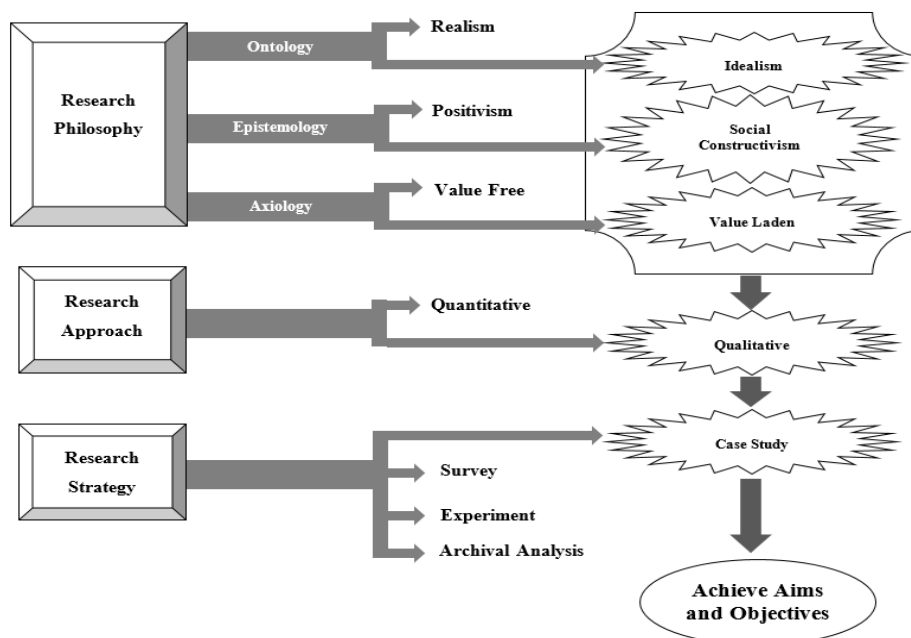 Research
Philosophy
Ontology
Realism
Idealism
Epistemology
Positivism
Social
Constructivism
Axiology
Value Free
Value Laden
Research
Approach
Quantitative
Qualitative
Research
Strategy
Case Study
Survey
Experiment
Archival Analysis
Achieve Aims
and Objectives